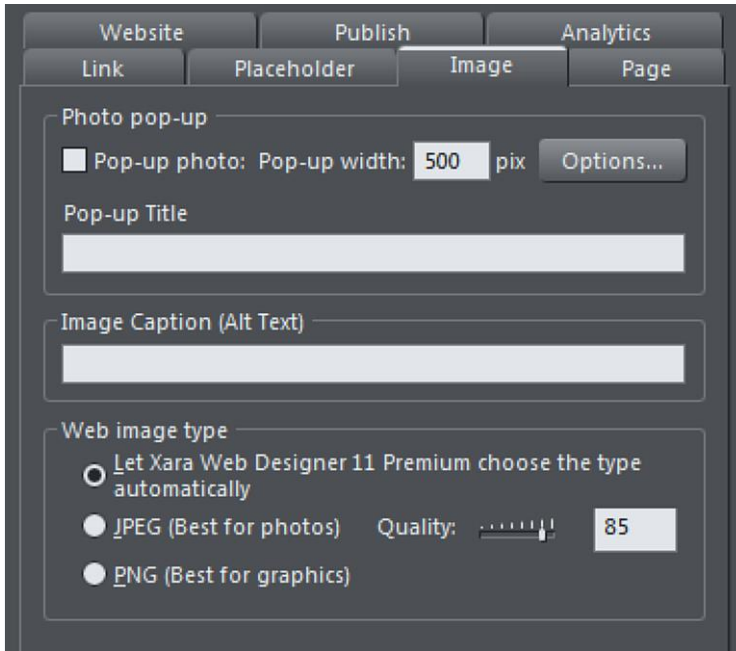 Website Publish Analytics
Link Placeholder Image Page
Photo pop-up
Pop-up photo: Pop-up width: 500 pix Options...
Pop-up Title
Image Caption (Alt Text)
Web image type
Let Xara Web Designer 11 Premium choose the type
automatically
JPEG (Best for photos) Quality: 85
PNG (Best for graphics)